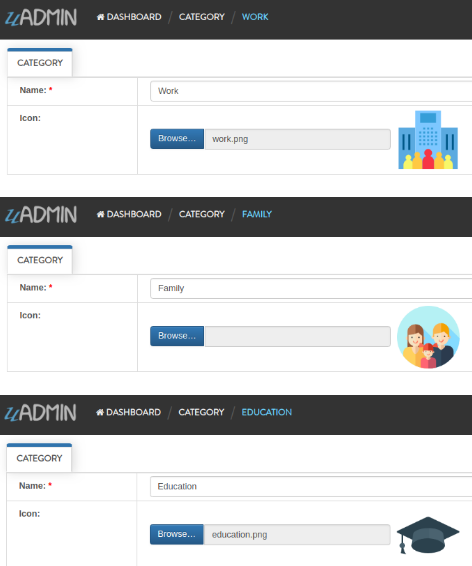 uADMIN DASHBOARD / CATEGORY / WORK
CATEGORY
Name: * Work
Icon:
Browse... work.png
uADMIN DASHBOARD / CATEGORY / FAMILY
CATEGORY
Name: * Family
Icon:
Browse...
uADMIN DASHBOARD / CATEGORY / EDUCATION
CATEGORY
Name: * Education
Icon:
Browse... education.png